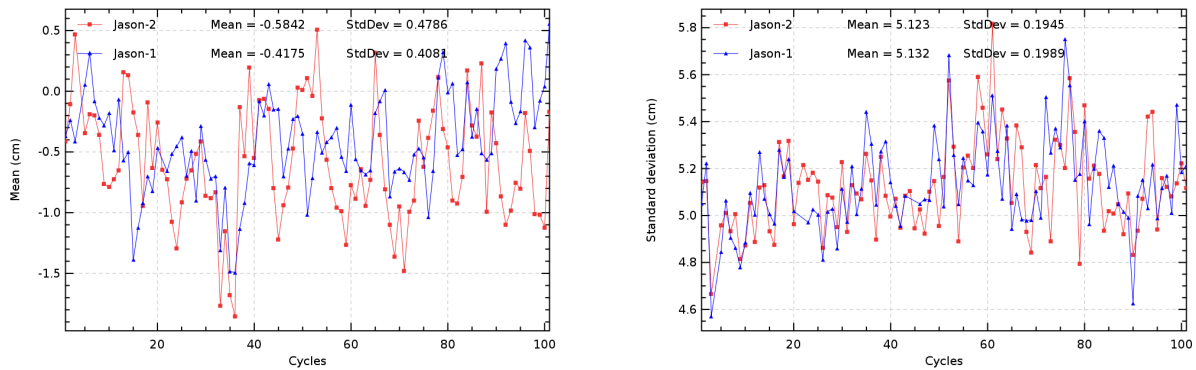 Jason-2 Mean = -0.5842 StdDev = 0.4786
Jason-1 Mean = -0.4175 StdDev = 0.4081
0.5
0.0
-0.5
-1.0
-1.5
Mean (cm)
20 40 60 80 100
Cycles
Jason-2 Mean = 5.123 StdDev = 0.1945
Jason-1 Mean = 5.132 StdDev = 0.1989
5.8
5.6
5.4
5.2
5.0
4.8
4.6
Standard deviation (cm)
20 40 60 80 100
Cycles